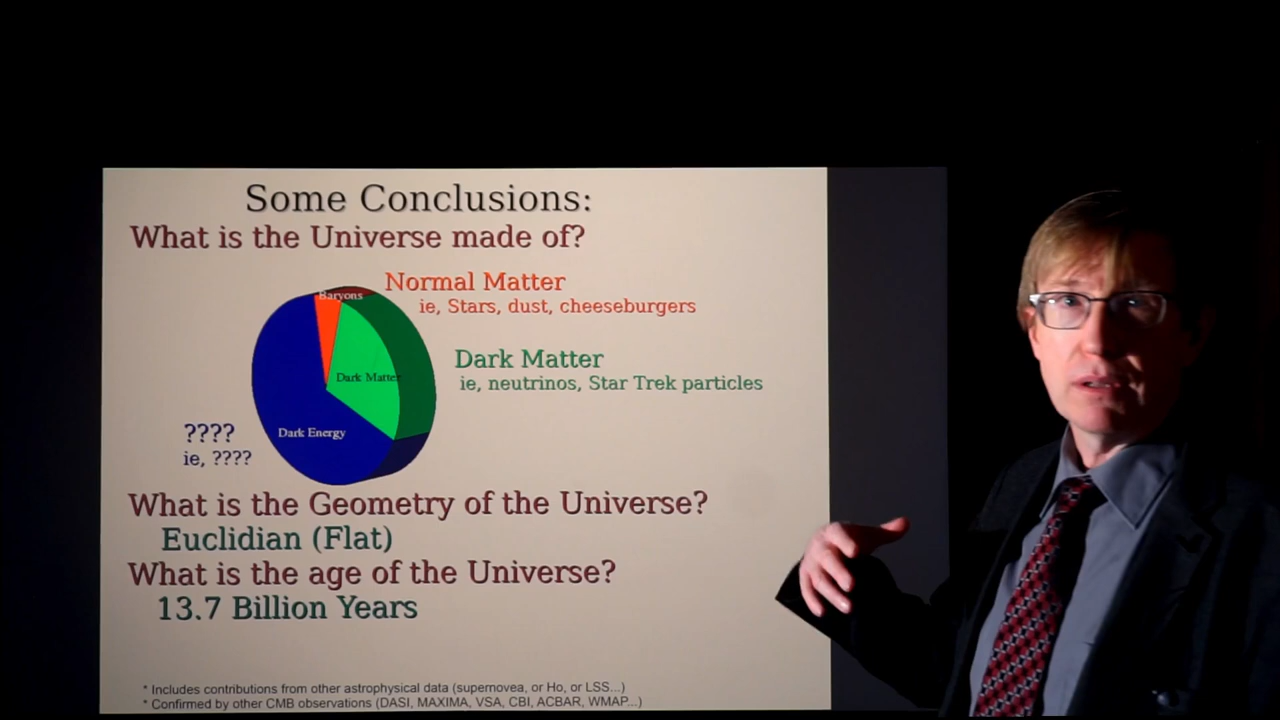 Some Conclusions:
What is the Universe made of?
Baryons
Normal Matter
ie, Stars, dust, cheeseburgers
Dark Matter
Dark Matter
ie, neutrinos, Star Trek particles
Dark Energy
????
ie, ????
What is the Geometry of the Universe?
Euclidian (Flat)
What is the age of the Universe?
13.7 Billion Years
* Includes contributions from other astrophysical data (supernovea, or Ho, or LSS...)
* Confirmed by other CMB observations (DASI, MAXIMA, VSA, CBI, ACBAR, WMAP...)